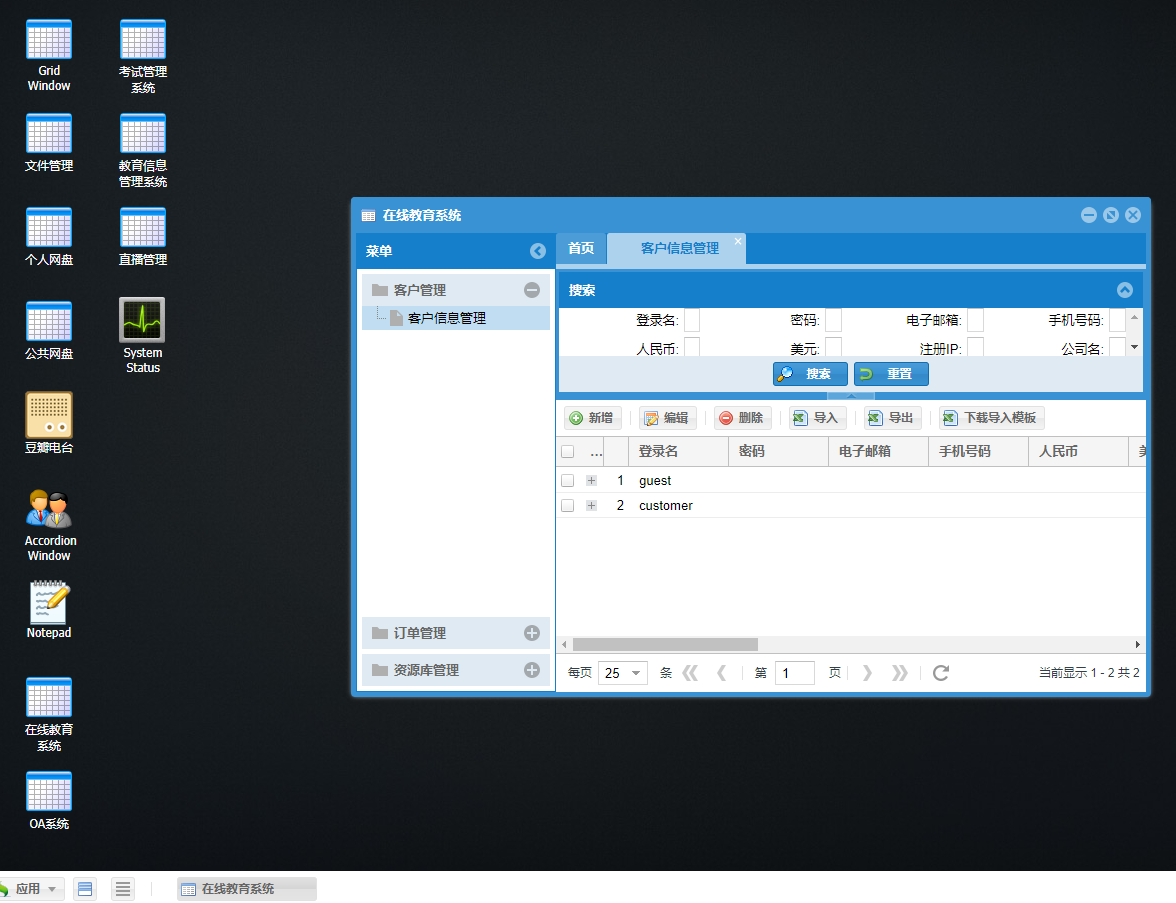 Grid
Window
考试管理
系统
文件管理
教育信息
管理系统
个人网盘
直播管理
公共网盘
System
Status
豆瓣电台
Accordion
Window
Notepad
在线教育
系统
OA系统
在线教育系统
菜单
客户管理
客户信息管理
订单管理
资源库管理
首页
客户信息管理
搜索
登录名:
密码:
电子邮箱:
手机号码:
人民币:
美元:
注册IP:
公司名:
搜索
重置
新增
编辑
删除
导入
导出
下载导入模板
...
登录名
密码
电子邮箱
手机号码
人民币
1 guest
2 customer
每页 25 条
第 1 页
当前显示 1 - 2 共 2
应用
在线教育系统